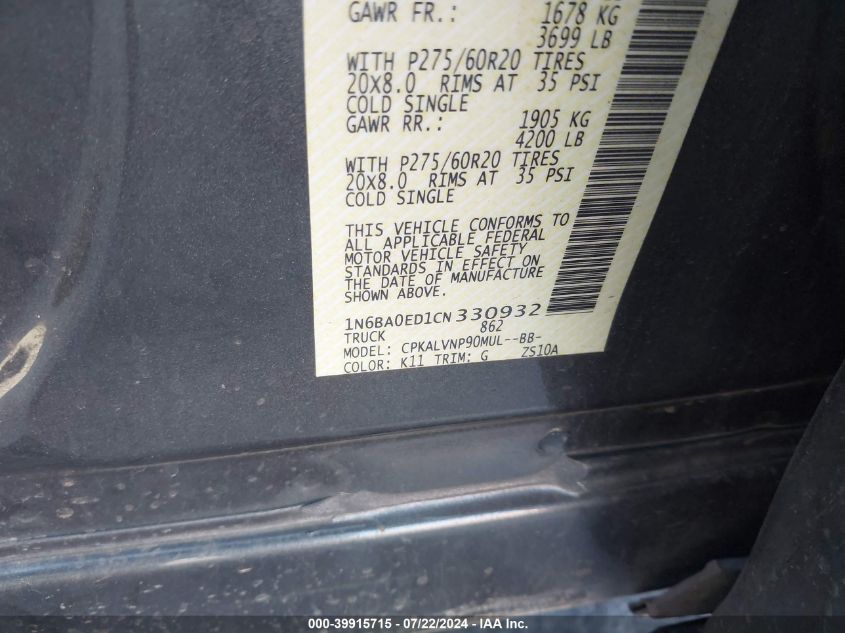 GAWR FR.: 1678 KG
3699 LB
WITH P275/60R20 TIRES
20X8.0 RIMS AT 35 PSI
COLD SINGLE
GAWR RR.: 1905 KG
4200 LB
WITH P275/60R20 TIRES
20X8.0 RIMS AT 35 PSI
COLD SINGLE
THIS VEHICLE CONFORMS TO
ALL APPLICABLE FEDERAL
MOTOR VEHICLE SAFETY
STANDARDS IN EFFECT ON
THE DATE OF MANUFACTURE
SHOWN ABOVE.
1N6BA0ED1CN330932
TRUCK 862
MODEL: CPKALVNP90MUL--BB-
COLOR: K11 TRIM: G ZS10A
000-39915715 - 07/22/2024 - IAA Inc.